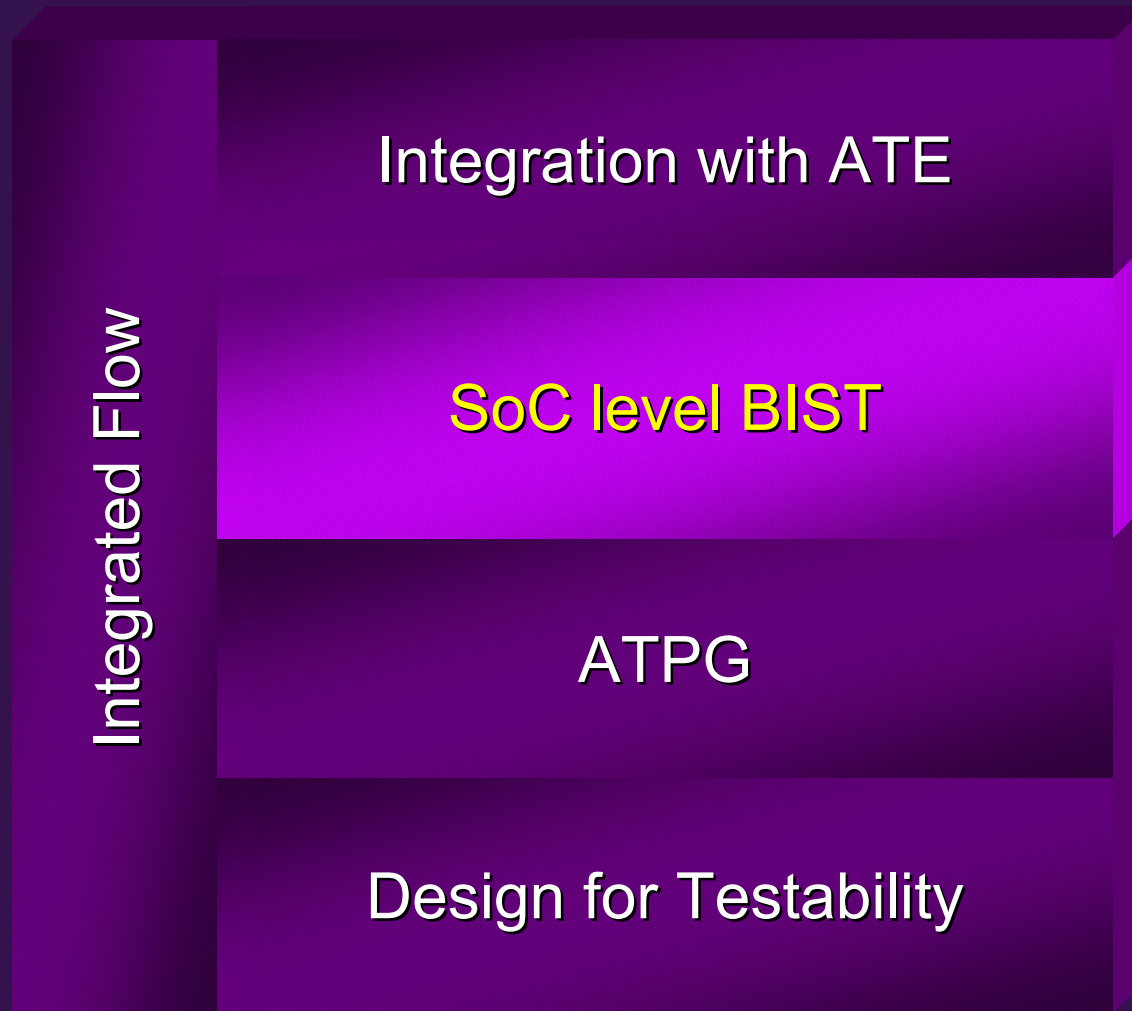 Integrated Flow
Integration with ATE
SoC level BIST
ATPG
Design for Testability